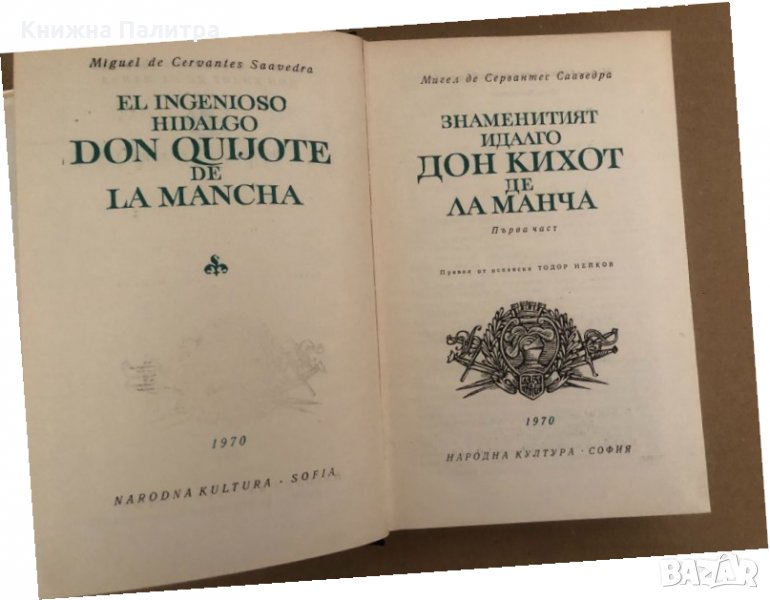 Книжна Палитра
Miguel de Cervantes Saavedra
EL INGENIOSO
HIDALGO
DON QUIJOTE
DE
LA MANCHA
1970
NARODNA KULTURA · SOFIA
Мигел де Сервантес Сааведра
ЗНАМЕНИТИЯТ
ИДАЛГО
ДОН КИХОТ
ДЕ
ЛА МАНЧА
Първа част
Превел от испански ТОДОР НЕЙКОВ
1970
НАРОДНА КУЛТУРА · СОФИЯ
BAZAR